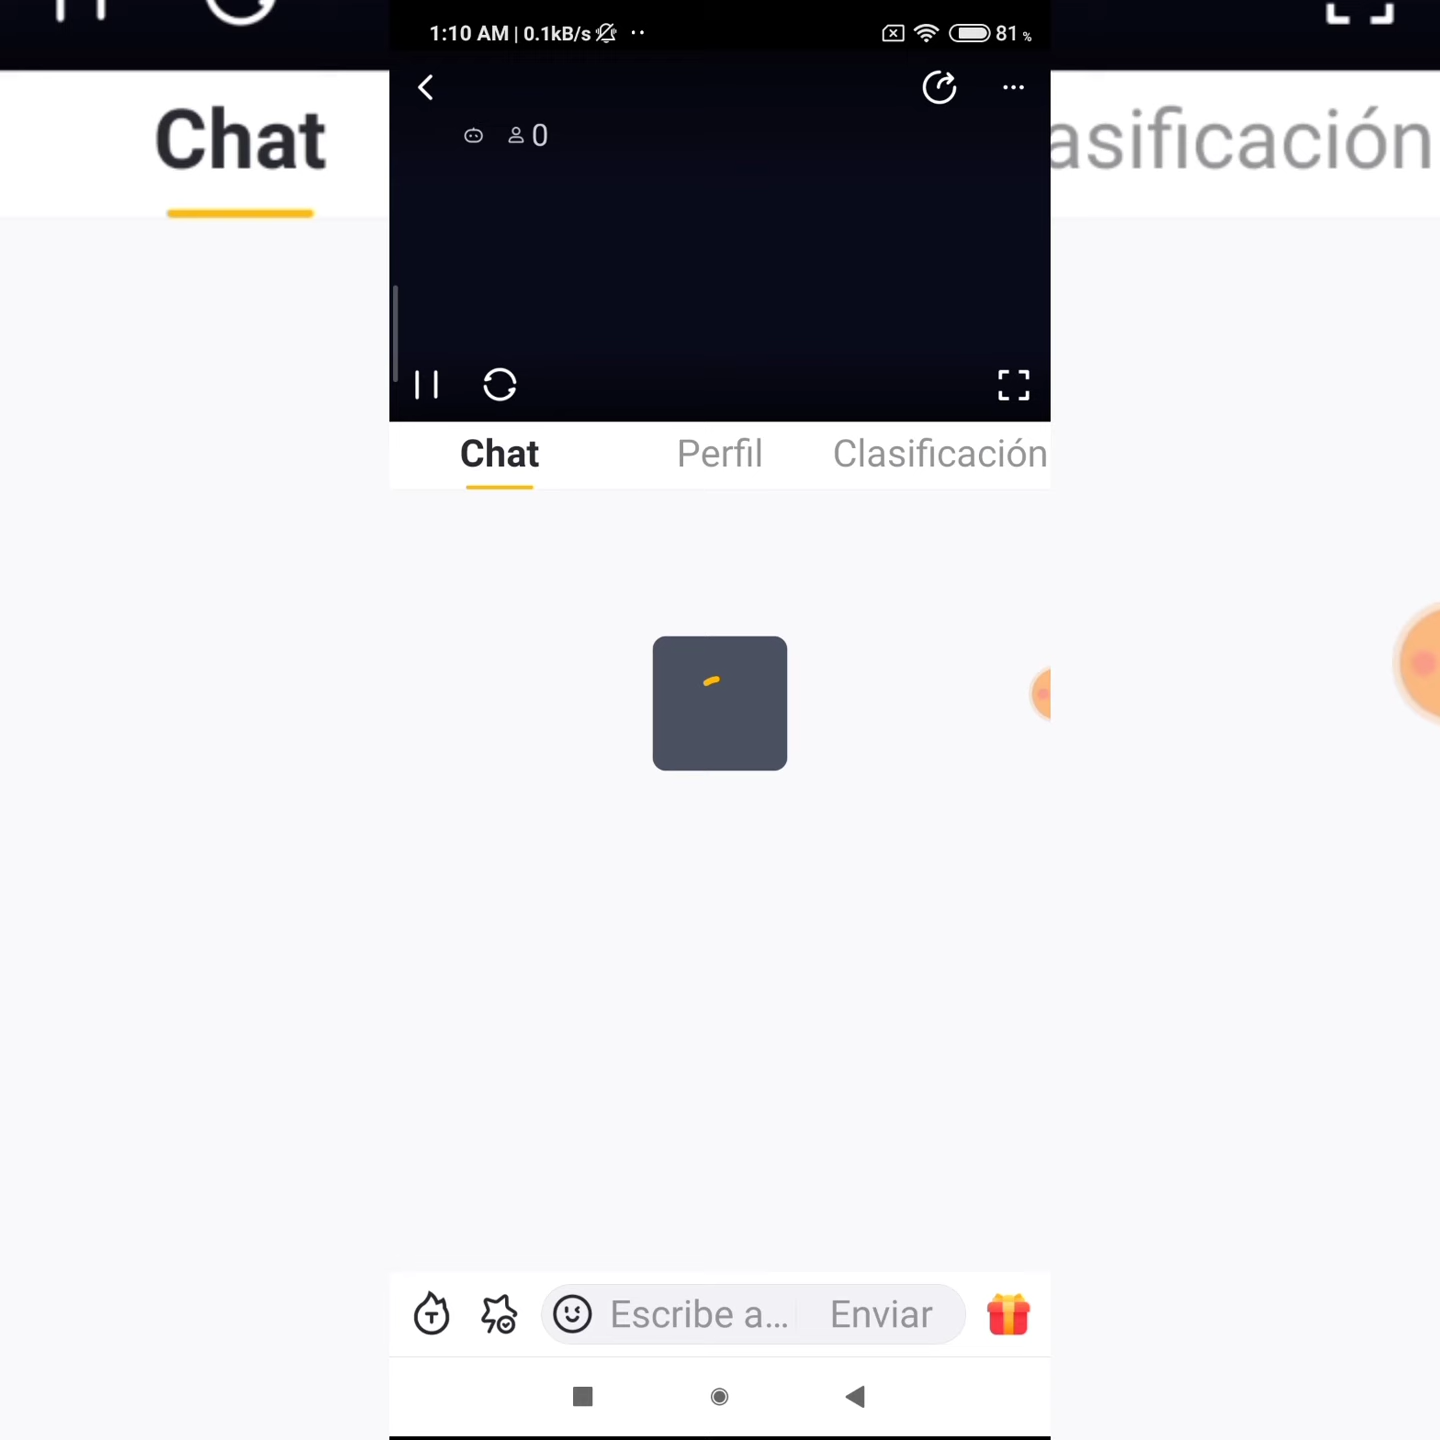 1:10 AM | 0.1kB/s
81 %
0
Chat
asificación
Chat Perfil Clasificación
Escribe a... Enviar